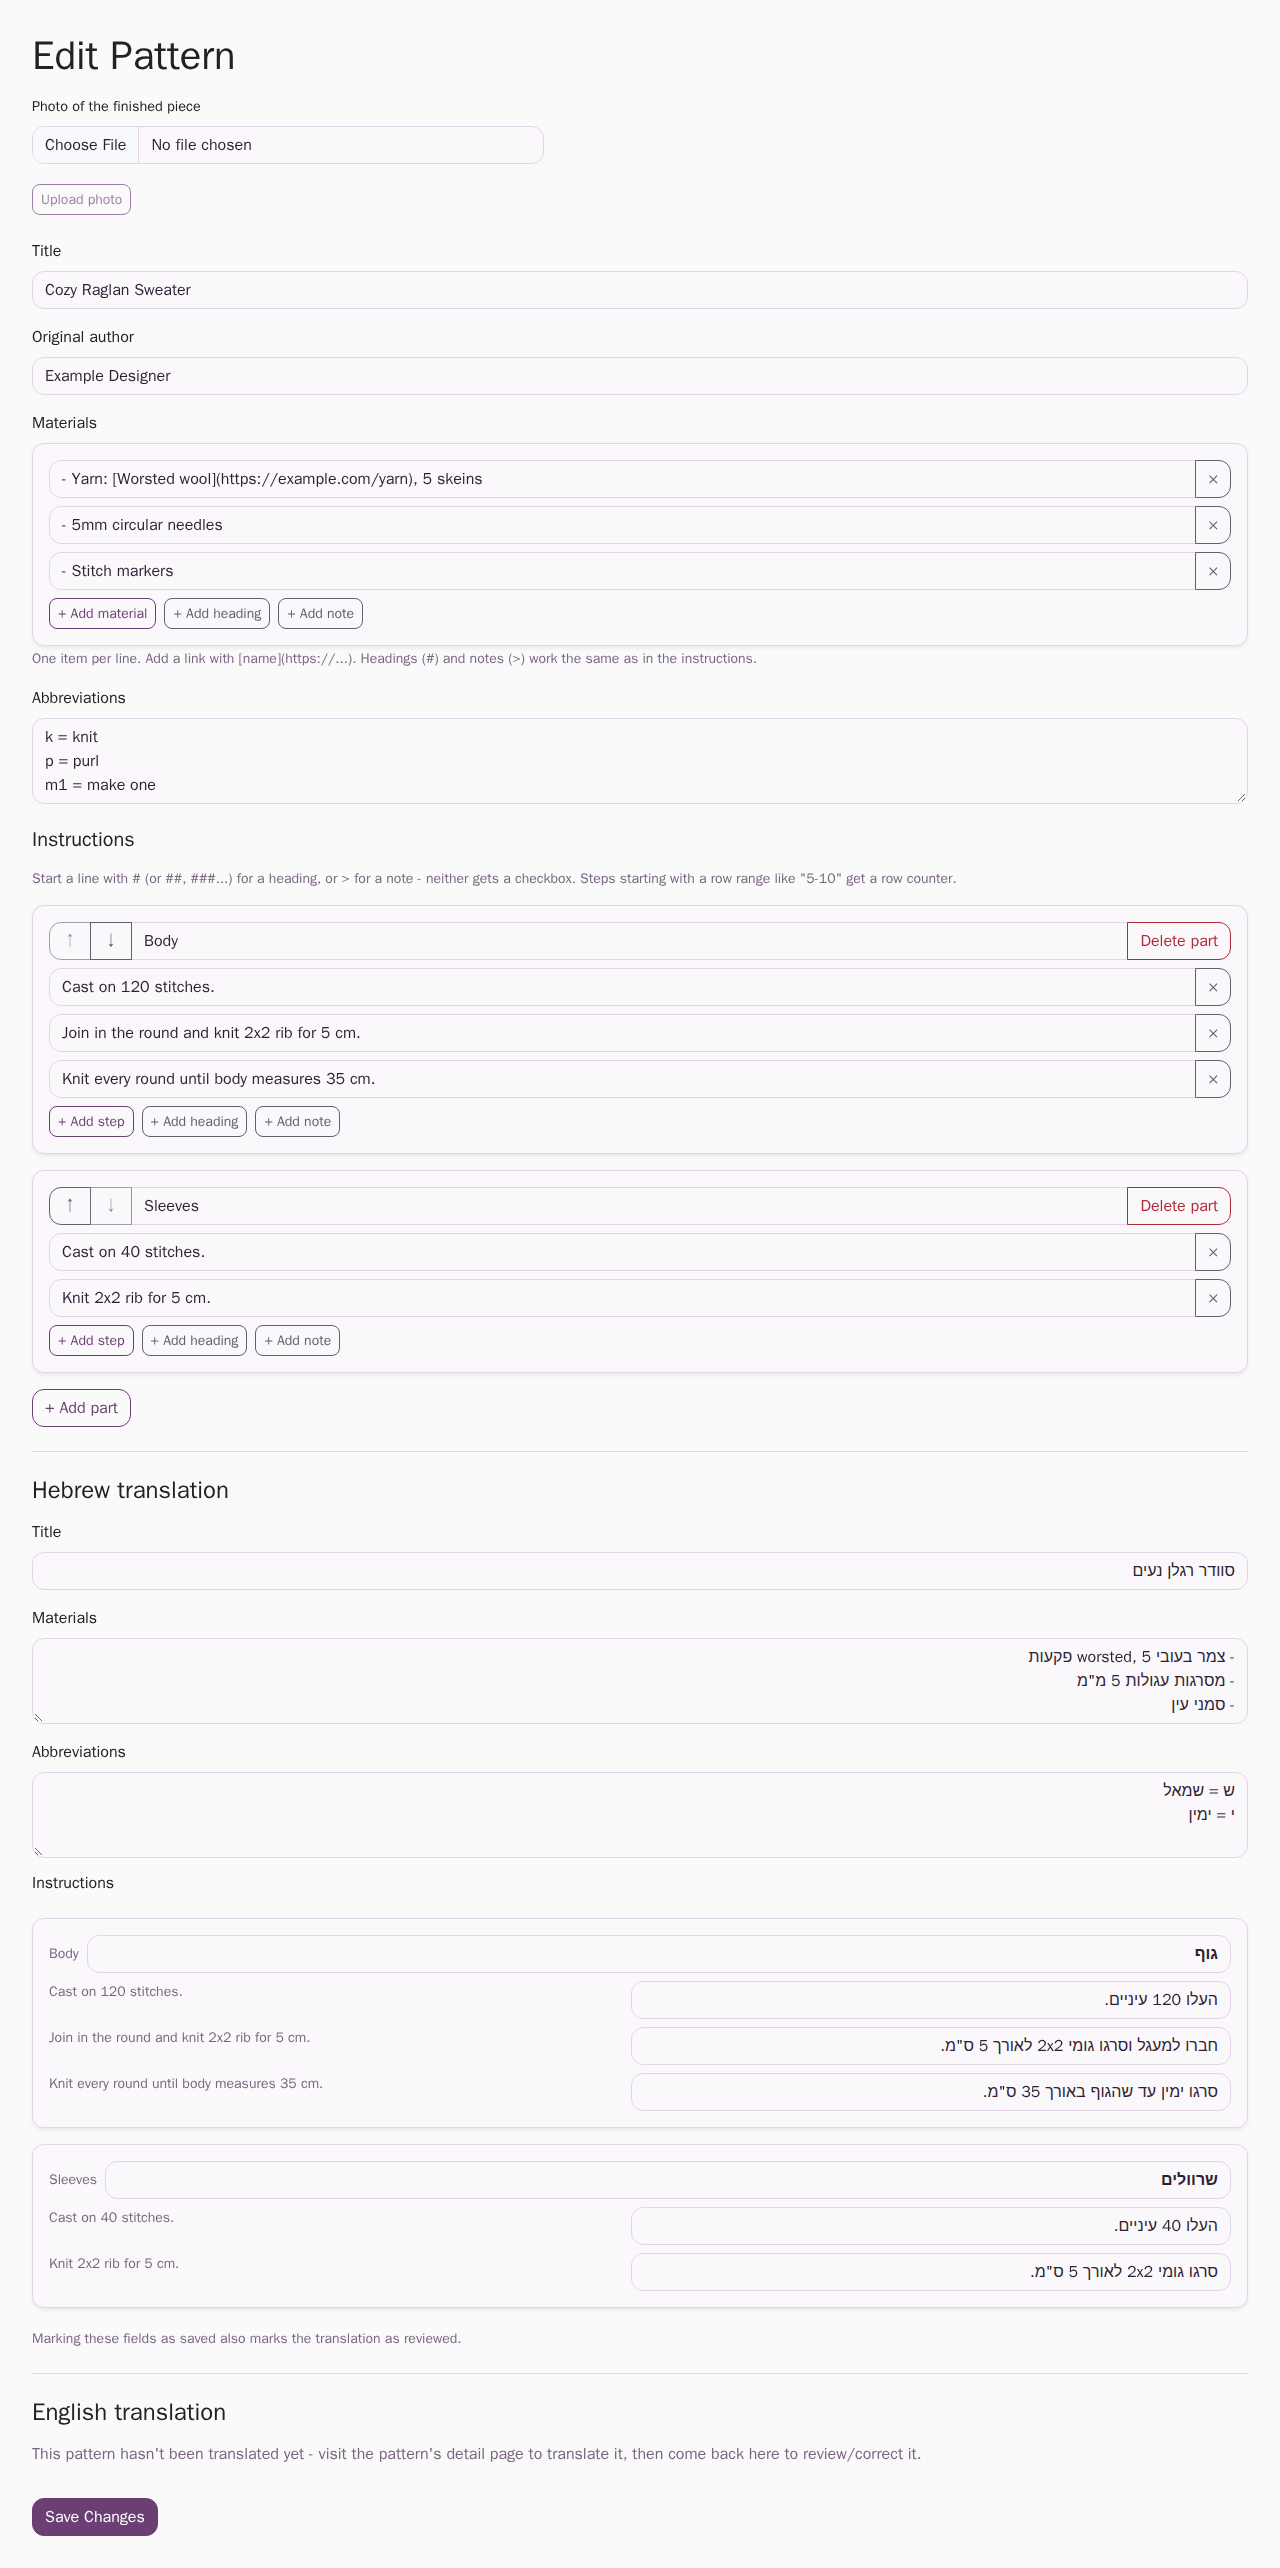 Edit Pattern
Photo of the finished piece
Choose File No file chosen
Upload photo
Title
Cozy Raglan Sweater
Original author
Example Designer
Materials
- Yarn: [Worsted wool](https://example.com/yarn), 5 skeins ×
- 5mm circular needles ×
- Stitch markers ×
+ Add material + Add heading + Add note
One item per line. Add a link with [name](https://...). Headings (#) and notes (>) work the same as in the instructions.
Abbreviations
k = knit
p = purl
m1 = make one
Instructions
Start a line with # (or ##, ###...) for a heading, or > for a note - neither gets a checkbox. Steps starting with a row range like "5-10" get a row counter.
↑ ↓ Body Delete part
Cast on 120 stitches. ×
Join in the round and knit 2x2 rib for 5 cm. ×
Knit every round until body measures 35 cm. ×
+ Add step + Add heading + Add note
↑ ↓ Sleeves Delete part
Cast on 40 stitches. ×
Knit 2x2 rib for 5 cm. ×
+ Add step + Add heading + Add note
+ Add part
Hebrew translation
Title
סוודר רגלן נעים
Materials
- צמר בעובי worsted, 5 פקעות
- מסרגות עגולות 5 מ"מ
- סמני עין
Abbreviations
ש = שמאל
י = ימין
Instructions
Body גוף
Cast on 120 stitches. העלו 120 עיניים.
Join in the round and knit 2x2 rib for 5 cm. חברו למעגל וסרגו גומי 2x2 לאורך 5 ס"מ.
Knit every round until body measures 35 cm. סרגו ימין עד שהגוף באורך 35 ס"מ.
Sleeves שרוולים
Cast on 40 stitches. העלו 40 עיניים.
Knit 2x2 rib for 5 cm. סרגו גומי 2x2 לאורך 5 ס"מ.
Marking these fields as saved also marks the translation as reviewed.
English translation
This pattern hasn't been translated yet - visit the pattern's detail page to translate it, then come back here to review/correct it.
Save Changes